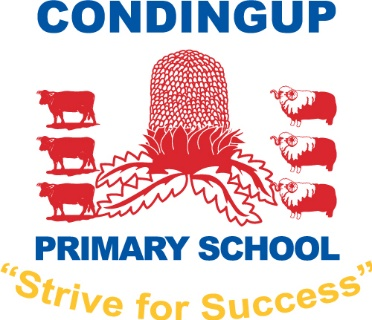 CONDINGUP
PRIMARY SCHOOL
“Strive for Success”